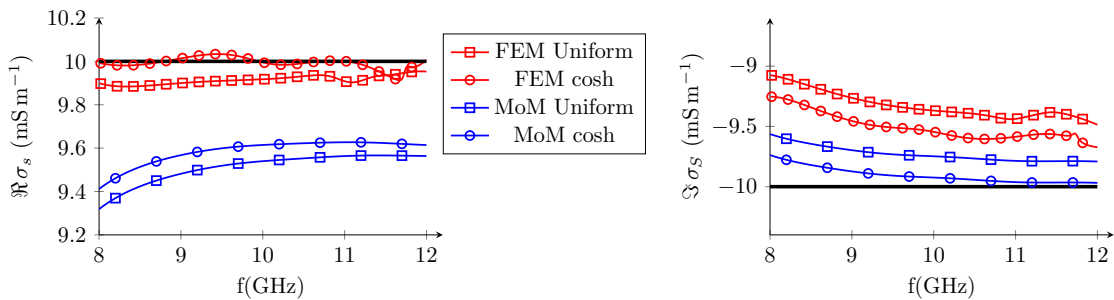 10.2
10
9.8
9.6
9.4
9.2
ℜ σₛ (mS m⁻¹)
8 9 10 11 12
f(GHz)
FEM Uniform
FEM cosh
MoM Uniform
MoM cosh
−9
−9.5
−10
ℑ σ_S (mS m⁻¹)
8 9 10 11 12
f(GHz)